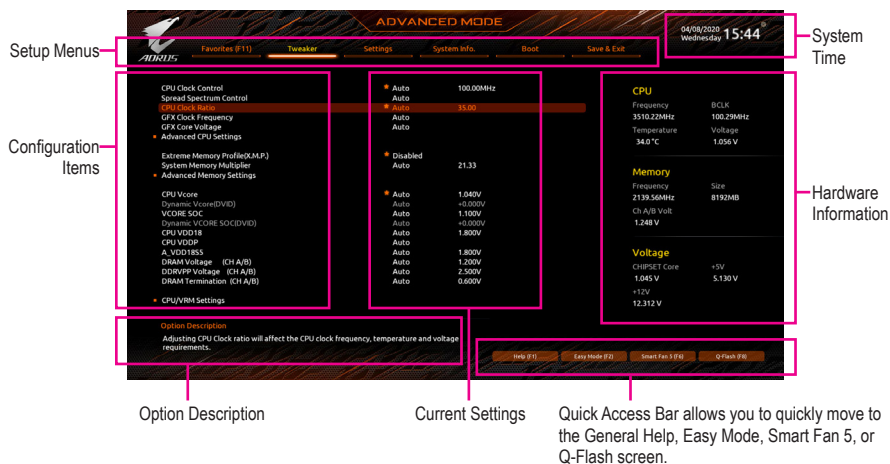 ADVANCED MODE
04/08/2020
Wednesday 15:44
System
Time
Setup Menus
AORUS
Favorites (F11) Tweaker Settings System Info. Boot Save & Exit
Configuration
Items
CPU Clock Control * Auto 100.00MHz
Spread Spectrum Control Auto
CPU Clock Ratio * Auto 35.00
GFX Clock Frequency Auto
GFX Core Voltage Auto
Advanced CPU Settings
Extreme Memory Profile(X.M.P.) * Disabled
System Memory Multiplier Auto 21.33
Advanced Memory Settings
CPU Vcore * Auto 1.040V
Dynamic Vcore(DVID) Auto +0.000V
VCORE SOC Auto 1.100V
Dynamic VCORE SOC(DVID) Auto +0.000V
CPU VDD18 Auto 1.800V
CPU VDDP Auto
A_VDD18S5 Auto 1.800V
DRAM Voltage (CH A/B) Auto 1.200V
DDRVPP Voltage (CH A/B) Auto 2.500V
DRAM Termination (CH A/B) Auto 0.600V
CPU/VRM Settings
CPU
Frequency BCLK
3510.22MHz 100.29MHz
Temperature Voltage
34.0 °C 1.056 V
Memory
Frequency Size
2139.56MHz 8192MB
Ch A/B Volt
1.248 V
Voltage
CHIPSET Core +5V
1.045 V 5.130 V
+12V
12.312 V
Hardware
Information
Option Description
Adjusting CPU Clock ratio will affect the CPU clock frequency, temperature and voltage
requirements.
Help (F1) Easy Mode (F2) Smart Fan 5 (F6) Q-Flash (F8)
Option Description
Current Settings
Quick Access Bar allows you to quickly move to
the General Help, Easy Mode, Smart Fan 5, or
Q-Flash screen.